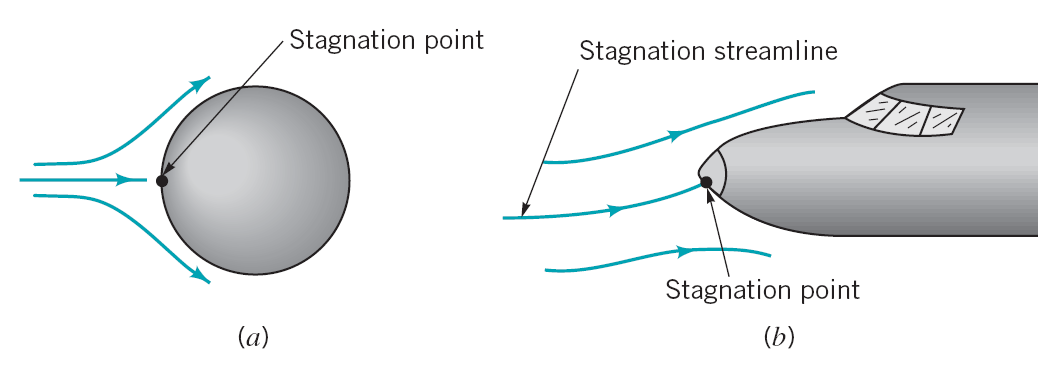 Stagnation point
Stagnation streamline
Stagnation point
(a)
(b)